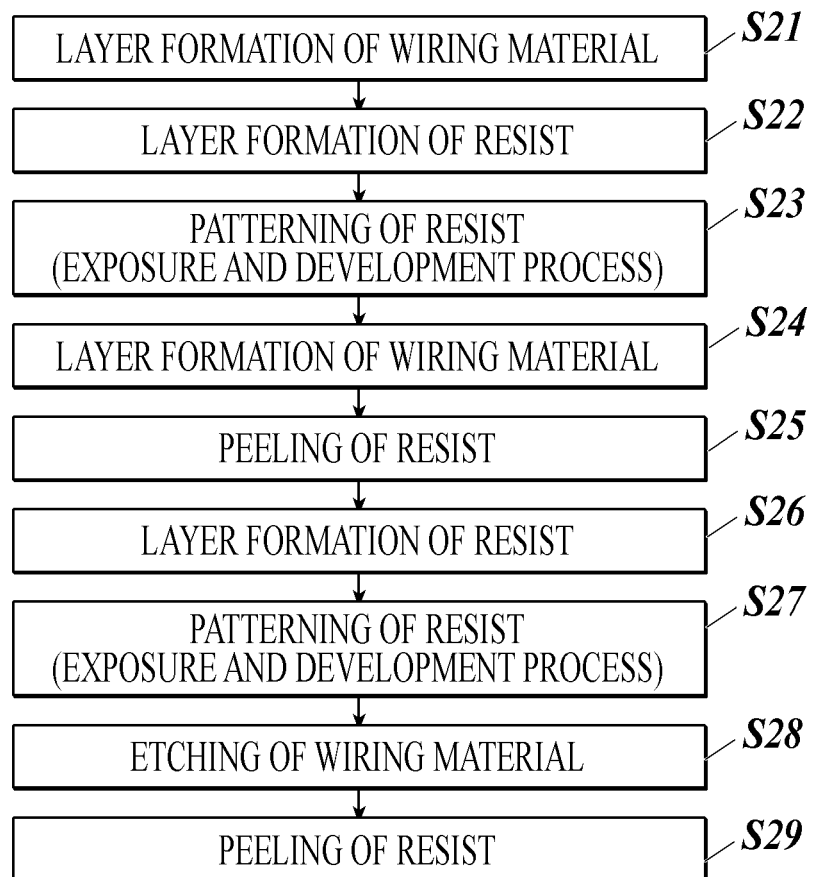 LAYER FORMATION OF WIRING MATERIAL
S21
LAYER FORMATION OF RESIST
S22
PATTERNING OF RESIST
(EXPOSURE AND DEVELOPMENT PROCESS)
S23
LAYER FORMATION OF WIRING MATERIAL
S24
PEELING OF RESIST
S25
LAYER FORMATION OF RESIST
S26
PATTERNING OF RESIST
(EXPOSURE AND DEVELOPMENT PROCESS)
S27
ETCHING OF WIRING MATERIAL
S28
PEELING OF RESIST
S29